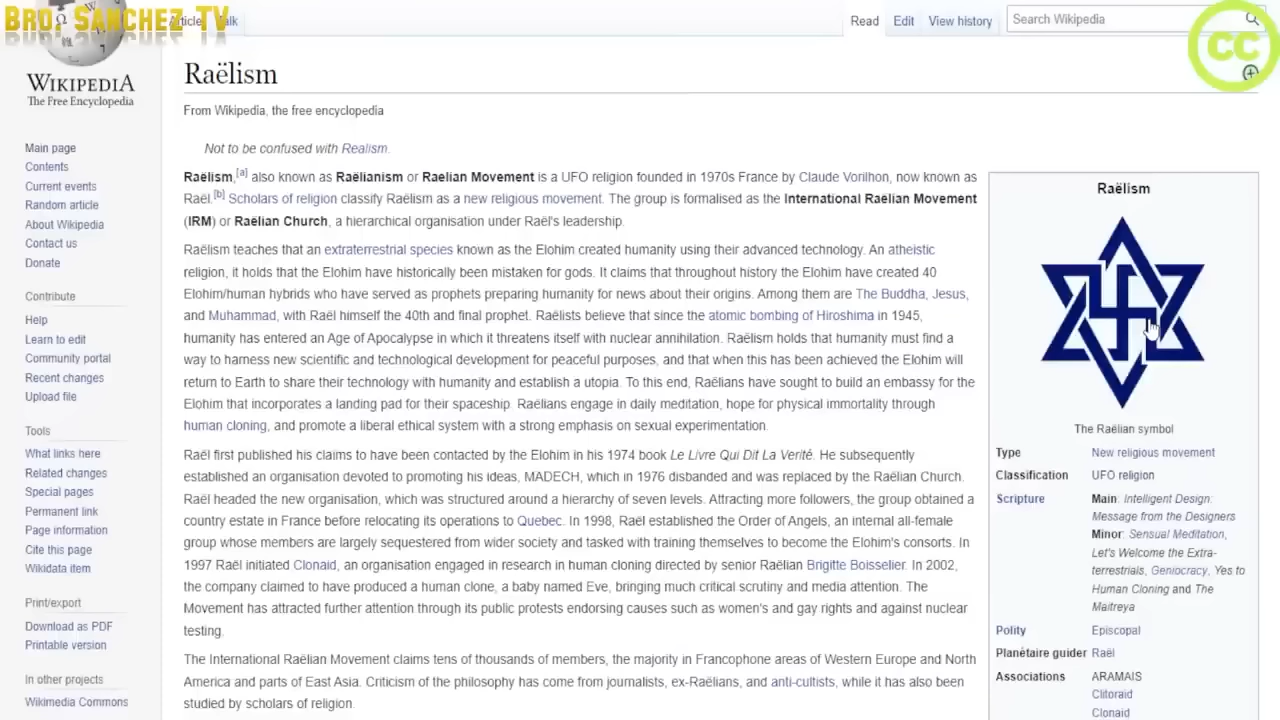 Bro. Sanchez TV
Article Talk
Read Edit View history
Search Wikipedia
CC
WIKIPEDIA
The Free Encyclopedia
Main page
Contents
Current events
Random article
About Wikipedia
Contact us
Donate
Contribute
Help
Learn to edit
Community portal
Recent changes
Upload file
Tools
What links here
Related changes
Special pages
Permanent link
Page information
Cite this page
Wikidata item
Print/export
Download as PDF
Printable version
In other projects
Wikimedia Commons
Raëlism
From Wikipedia, the free encyclopedia
Not to be confused with Realism.
Raëlism,[a] also known as Raëlianism or Raelian Movement is a UFO religion founded in 1970s France by Claude Vorilhon, now known as
Raël.[b] Scholars of religion classify Raëlism as a new religious movement. The group is formalised as the International Raelian Movement
(IRM) or Raëlian Church, a hierarchical organisation under Raël's leadership.
Raëlism teaches that an extraterrestrial species known as the Elohim created humanity using their advanced technology. An atheistic
religion, it holds that the Elohim have historically been mistaken for gods. It claims that throughout history the Elohim have created 40
Elohim/human hybrids who have served as prophets preparing humanity for news about their origins. Among them are The Buddha, Jesus,
and Muhammad, with Raël himself the 40th and final prophet. Raëlists believe that since the atomic bombing of Hiroshima in 1945,
humanity has entered an Age of Apocalypse in which it threatens itself with nuclear annihilation. Raëlism holds that humanity must find a
way to harness new scientific and technological development for peaceful purposes, and that when this has been achieved the Elohim will
return to Earth to share their technology with humanity and establish a utopia. To this end, Raëlians have sought to build an embassy for the
Elohim that incorporates a landing pad for their spaceship. Raëlians engage in daily meditation, hope for physical immortality through
human cloning, and promote a liberal ethical system with a strong emphasis on sexual experimentation.
Raël first published his claims to have been contacted by the Elohim in his 1974 book Le Livre Qui Dit La Verité. He subsequently
established an organisation devoted to promoting his ideas, MADECH, which in 1976 disbanded and was replaced by the Raëlian Church.
Raël headed the new organisation, which was structured around a hierarchy of seven levels. Attracting more followers, the group obtained a
country estate in France before relocating its operations to Quebec. In 1998, Raël established the Order of Angels, an internal all-female
group whose members are largely sequestered from wider society and tasked with training themselves to become the Elohim's consorts. In
1997 Raël initiated Clonaid, an organisation engaged in research in human cloning directed by senior Raëlian Brigitte Boisselier. In 2002,
the company claimed to have produced a human clone, a baby named Eve, bringing much critical scrutiny and media attention. The
Movement has attracted further attention through its public protests endorsing causes such as women's and gay rights and against nuclear
testing.
The International Raëlian Movement claims tens of thousands of members, the majority in Francophone areas of Western Europe and North
America and parts of East Asia. Criticism of the philosophy has come from journalists, ex-Raëlians, and anti-cultists, while it has also been
studied by scholars of religion.
Raëlism
The Raëlian symbol
Type New religious movement
Classification UFO religion
Scripture Main: Intelligent Design:
Message from the Designers
Minor: Sensual Meditation,
Let's Welcome the Extra-
terrestrials, Geniocracy, Yes to
Human Cloning and The
Maitreya
Polity Episcopal
Planétaire guider Raël
Associations ARAMAIS
Clitoraid
Clonaid